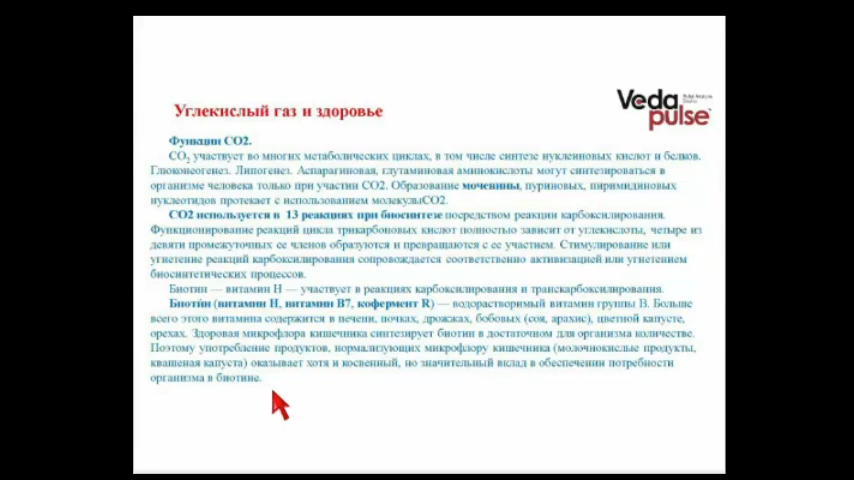 Veda pulse
Углекислый газ и здоровье
Функции СО2.
СО2 участвует во многих метаболических циклах, в том числе синтезе нуклеиновых кислот и белков.
Глюконеогенез. Липогенез. Аспарагиновая, глутаминовая аминокислоты могут синтезироваться в
организме человека только при участии СО2. Образование мочевины, пуриновых, пиримидиновых
нуклеотидов протекает с использованием молекулыСО2.
СО2 используется в 13 реакциях при биосинтезе посредством реакции карбоксилирования.
Функционирование реакций цикла трикарбоновых кислот полностью зависит от углекислоты, четыре из
девяти промежуточных ее членов образуются и превращаются с ее участием. Стимулирование или
угнетение реакций карбоксилирования сопровождается соответственно активизацией или угнетением
биосинтетических процессов.
Биотин — витамин Н — участвует в реакциях карбоксилирования и транскарбоксилирования.
Биоти́н (витамин Н, витамин В7, кофермент R) — водорастворимый витамин группы В. Больше
всего этого витамина содержится в печени, почках, дрожжах, бобовых (соя, арахис), цветной капусте,
орехах. Здоровая микрофлора кишечника синтезирует биотин в достаточном для организма количестве.
Поэтому употребление продуктов, нормализующих микрофлору кишечника (молочнокислые продукты,
квашеная капуста) оказывает хотя и косвенный, но значительный вклад в обеспечении потребности
организма в биотине.